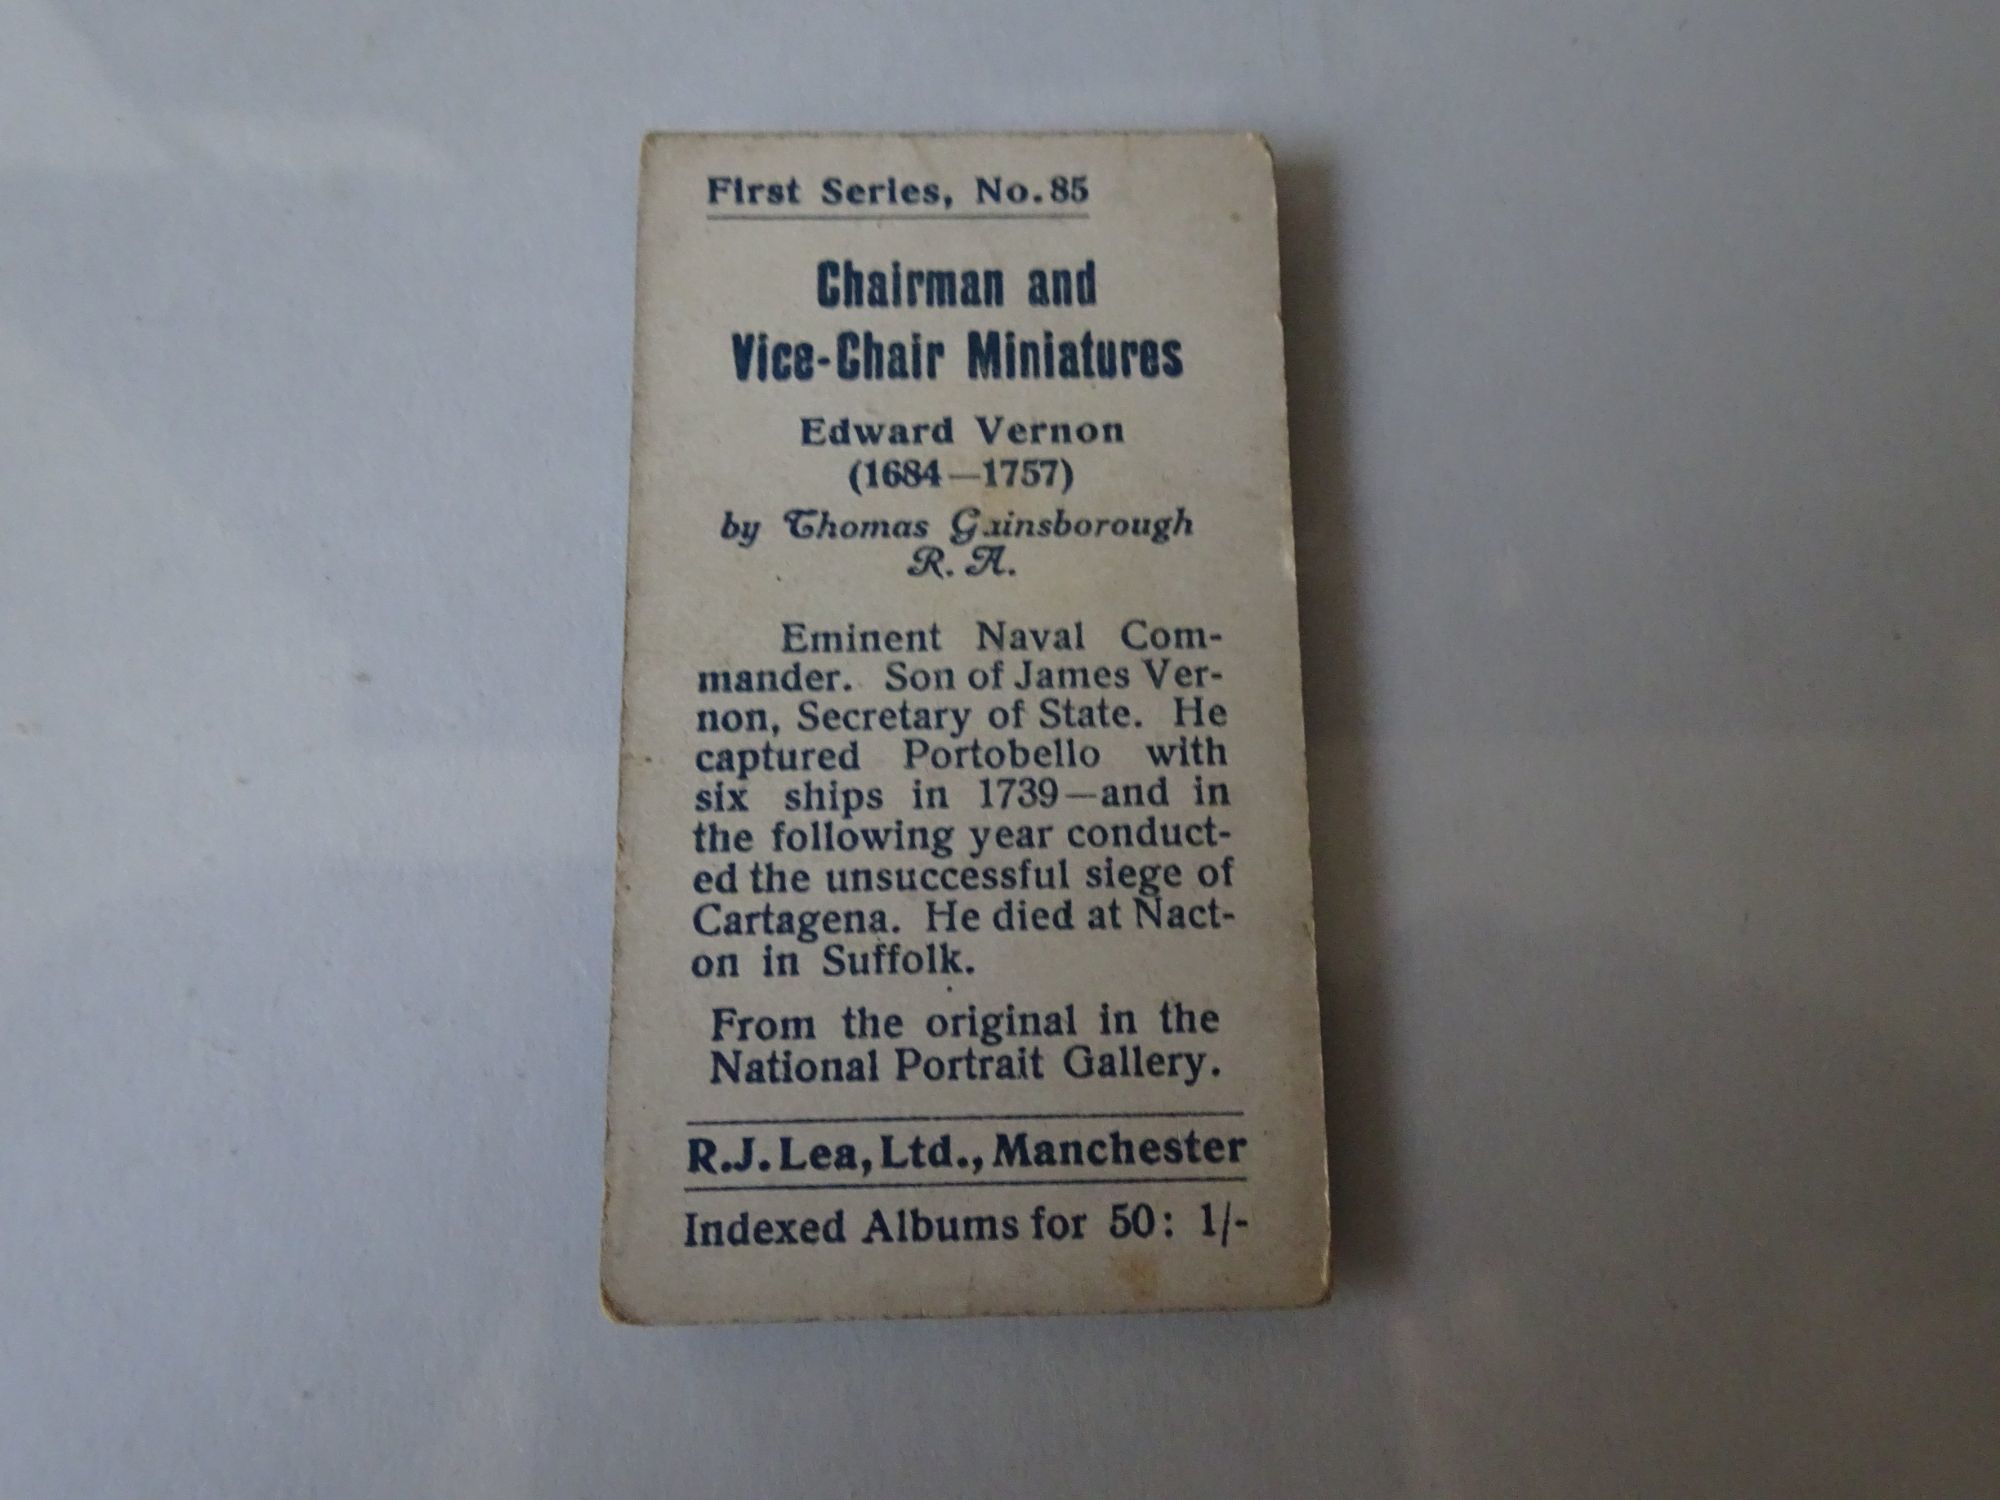 First Series, No. 85
Chairman and
Vice-Chair Miniatures
Edward Vernon
(1684—1757)
by Thomas Gainsborough
R. A.
Eminent Naval Com-
mander. Son of James Ver-
non, Secretary of State. He
captured Portobello with
six ships in 1739—and in
the following year conduct-
ed the unsuccessful siege of
Cartagena. He died at Nact-
on in Suffolk.
From the original in the
National Portrait Gallery.
R.J. Lea, Ltd., Manchester
Indexed Albums for 50: 1/-